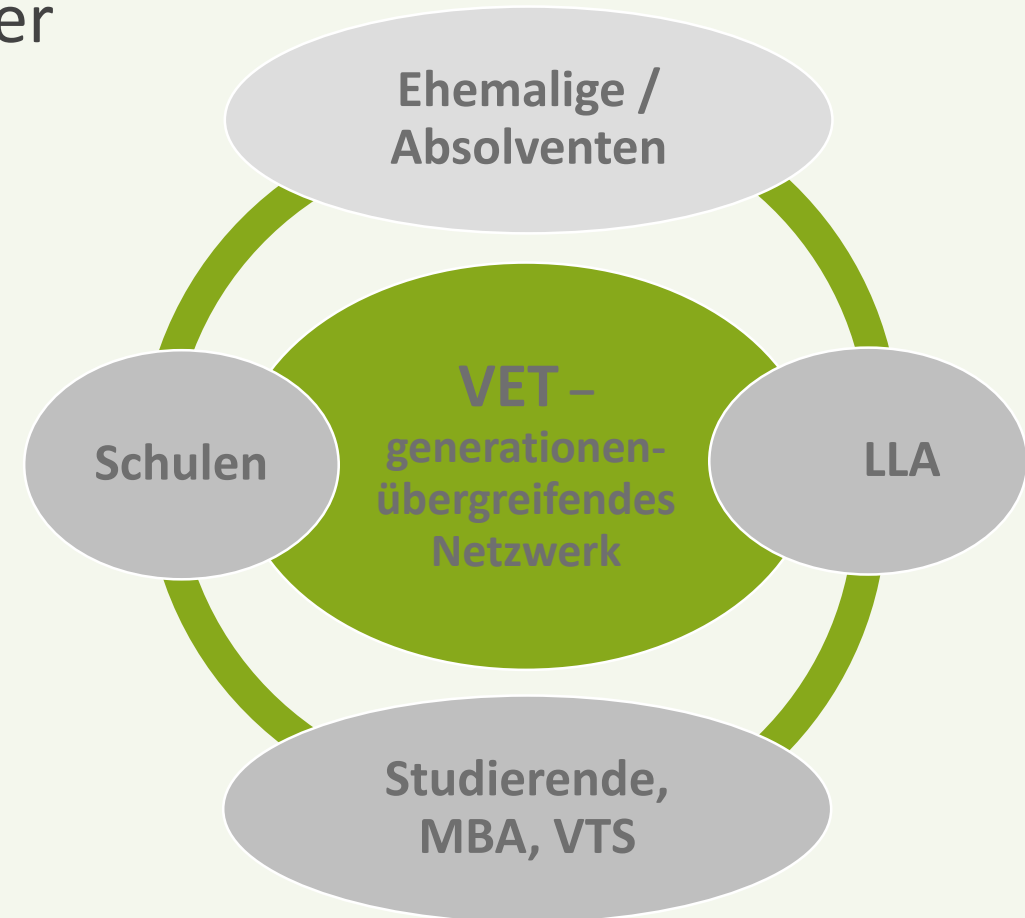 er
Ehemalige /
Absolventen
VET –
generationen-
übergreifendes
Netzwerk
Schulen
LLA
Studierende,
MBA, VTS